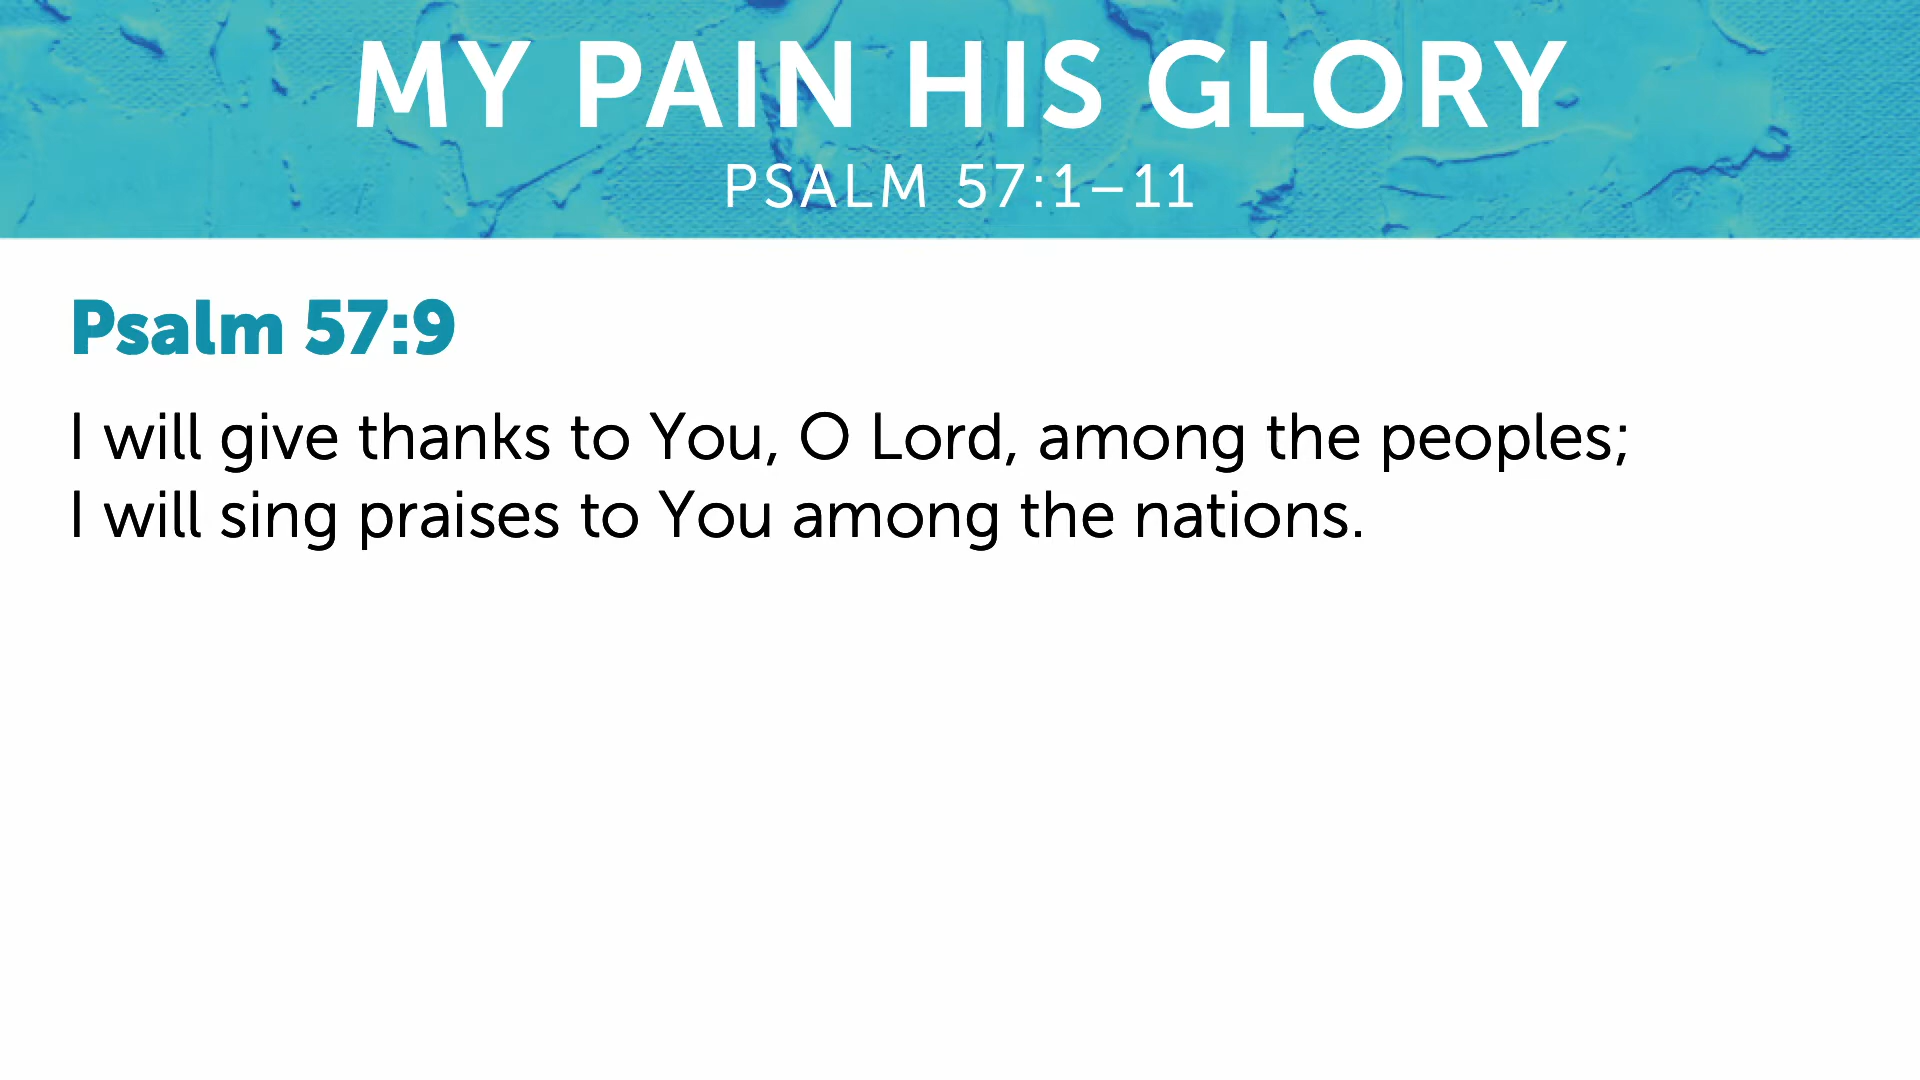 MY PAIN HIS GLORY
PSALM 57:1–11
Psalm 57:9
I will give thanks to You, O Lord, among the peoples;
I will sing praises to You among the nations.